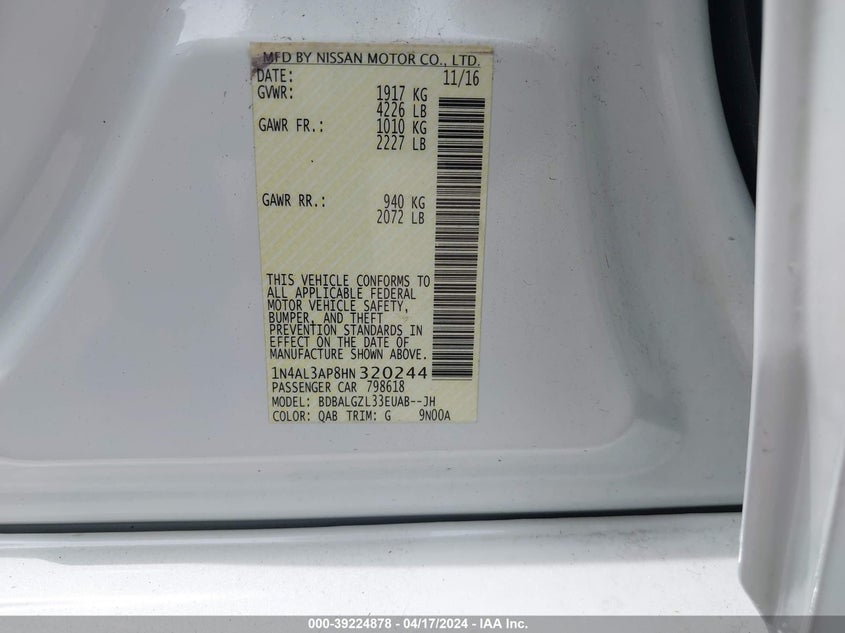 MFD BY NISSAN MOTOR CO., LTD.
DATE: 11/16
GVWR: 1917 KG
4226 LB
GAWR FR.: 1010 KG
2227 LB
GAWR RR.: 940 KG
2072 LB
THIS VEHICLE CONFORMS TO
ALL APPLICABLE FEDERAL
MOTOR VEHICLE SAFETY,
BUMPER, AND THEFT
PREVENTION STANDARDS IN
EFFECT ON THE DATE OF
MANUFACTURE SHOWN ABOVE.
1N4AL3AP8HN 320244
PASSENGER CAR 798618
MODEL: BDBALGZL33EUAB--JH
COLOR: QAB TRIM: G 9N00A
000-39224878 - 04/17/2024 - IAA Inc.